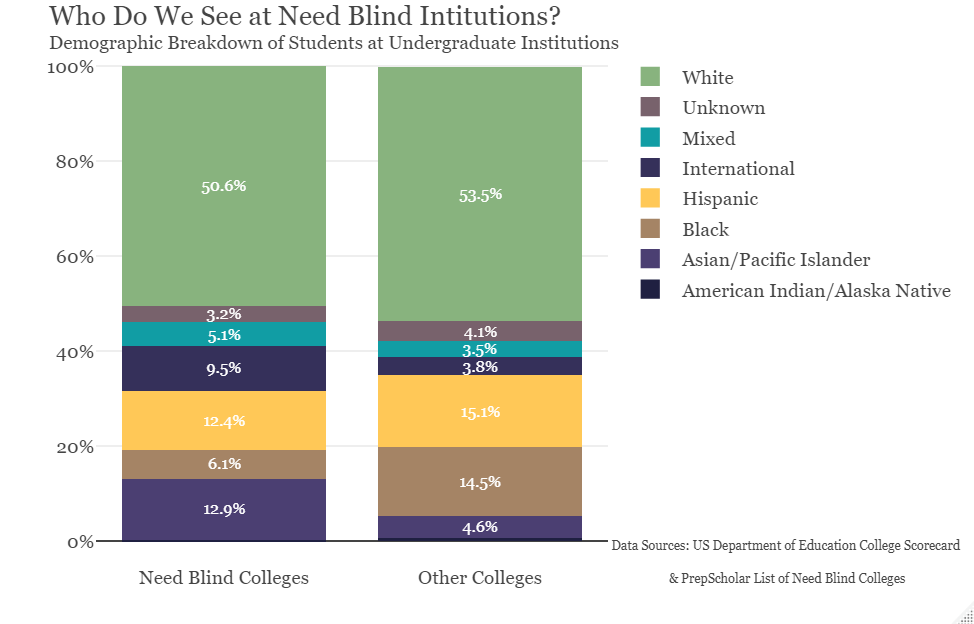 Who Do We See at Need Blind Intitutions?
Demographic Breakdown of Students at Undergraduate Institutions
100%
80%
60%
40%
20%
0%
50.6%
3.2%
5.1%
9.5%
12.4%
6.1%
12.9%
53.5%
4.1%
3.5%
3.8%
15.1%
14.5%
4.6%
Need Blind Colleges
Other Colleges
White
Unknown
Mixed
International
Hispanic
Black
Asian/Pacific Islander
American Indian/Alaska Native
Data Sources: US Department of Education College Scorecard
& PrepScholar List of Need Blind Colleges